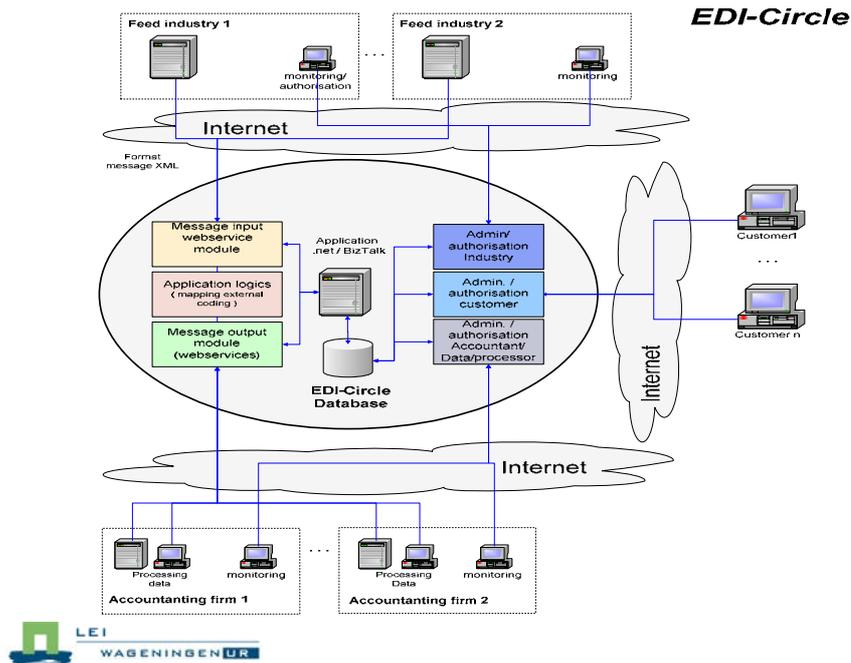 EDI-Circle
Feed industry 1
Feed industry 2
monitoring/
authorisation
...
monitoring
Internet
Format
message XML
Message input
webservice
module
Application logics
( mapping external
coding )
Message output
module
(webservices)
Application
.net / BizTalk
EDI-Circle
Database
Admin/
authorisation
Industry
Admin. /
authorisation
customer
Admin. /
authorisation
Accountant/
Data/processor
Internet
Customer1
...
Customer n
Internet
Processing
data
monitoring
Accountanting firm 1
...
Processing
Data
monitoring
Accountanting firm 2
LEI
WAGENINGEN UR